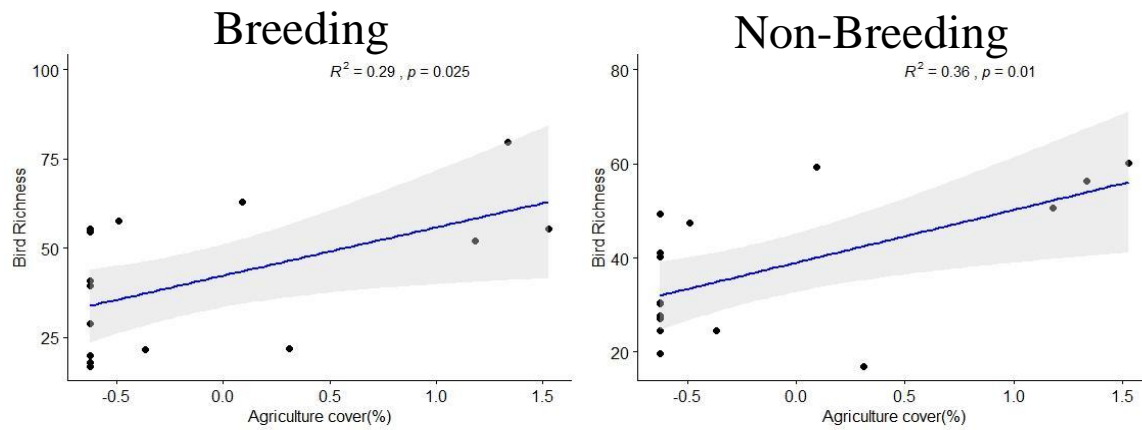 Breeding
R² = 0.29 , p = 0.025
100
75
50
25
Bird Richness
-0.5 0.0 0.5 1.0 1.5
Agriculture cover(%)
Non-Breeding
R² = 0.36 , p = 0.01
80
60
40
20
Bird Richness
-0.5 0.0 0.5 1.0 1.5
Agriculture cover(%)